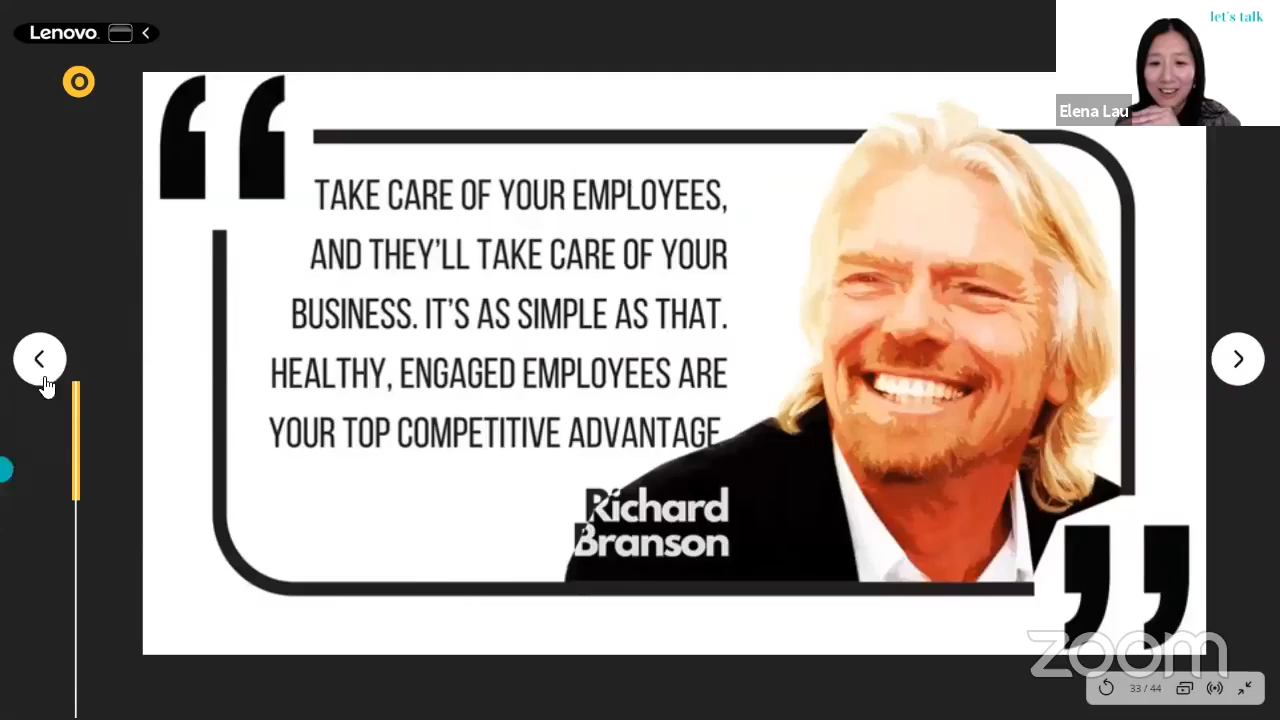 Lenovo
let's talk
Elena Lau
TAKE CARE OF YOUR EMPLOYEES,
AND THEY'LL TAKE CARE OF YOUR
BUSINESS. IT'S AS SIMPLE AS THAT.
HEALTHY, ENGAGED EMPLOYEES ARE
YOUR TOP COMPETITIVE ADVANTAGE.
Richard
Branson
zoom
33 / 44